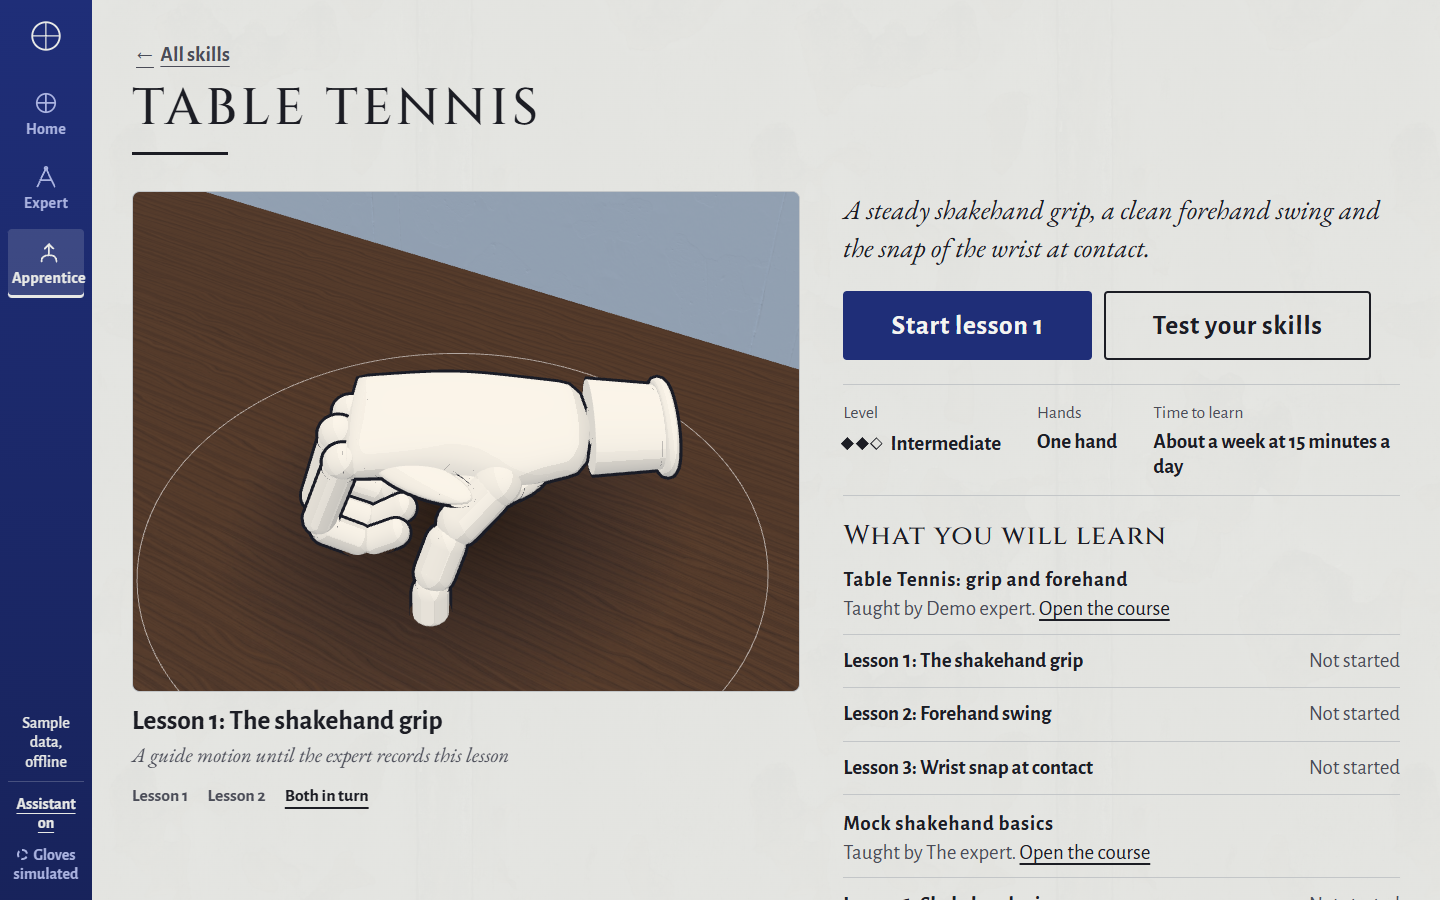 Home
Expert
Apprentice
Sample
data,
offline
Assistant
on
Gloves
simulated
← All skills
TABLE TENNIS
Lesson 1: The shakehand grip
A guide motion until the expert records this lesson
Lesson 1 Lesson 2 Both in turn
A steady shakehand grip, a clean forehand swing and
the snap of the wrist at contact.
Start lesson 1 Test your skills
Level Hands Time to learn
Intermediate One hand About a week at 15 minutes a
day
WHAT YOU WILL LEARN
Table Tennis: grip and forehand
Taught by Demo expert. Open the course
Lesson 1: The shakehand grip Not started
Lesson 2: Forehand swing Not started
Lesson 3: Wrist snap at contact Not started
Mock shakehand basics
Taught by The expert. Open the course